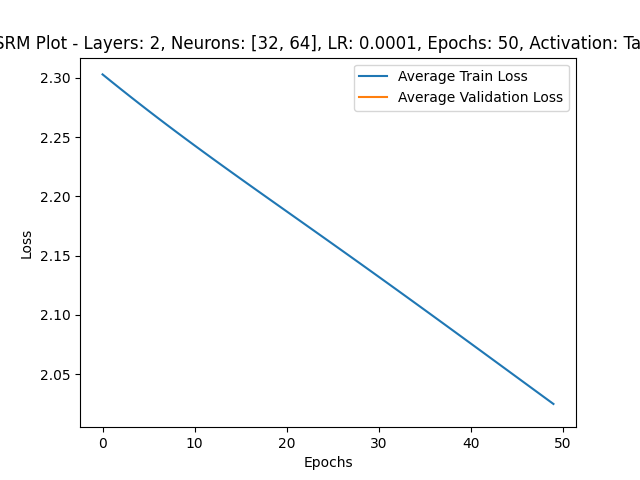 SRM Plot - Layers: 2, Neurons: [32, 64], LR: 0.0001, Epochs: 50, Activation: Ta
Average Train Loss
Average Validation Loss
2.30
2.25
2.20
2.15
2.10
2.05
Loss
0 10 20 30 40 50
Epochs